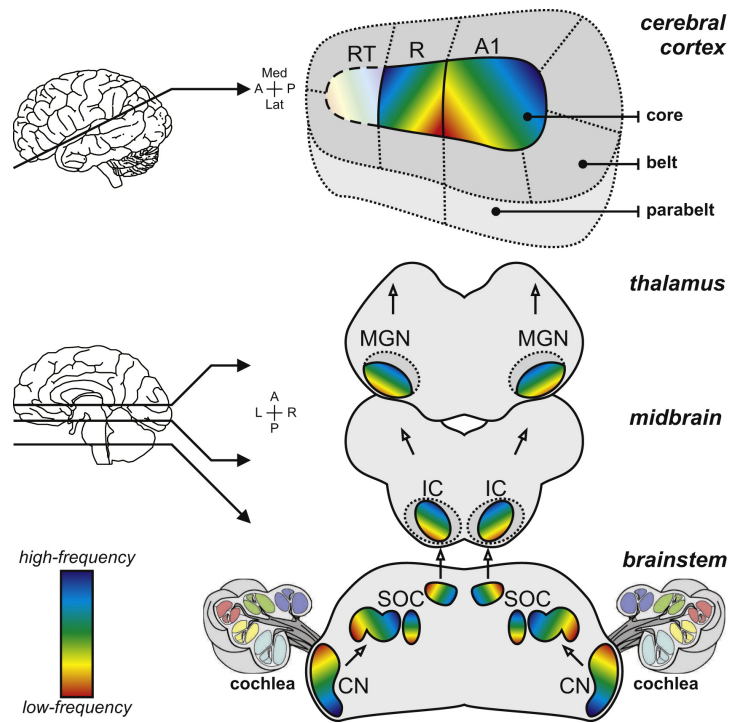 cerebral
cortex
RT R A1
Med
A P
Lat
core
belt
parabelt
thalamus
MGN MGN
A
L R
P
midbrain
IC IC
high-frequency
brainstem
SOC SOC
cochlea CN CN cochlea
low-frequency